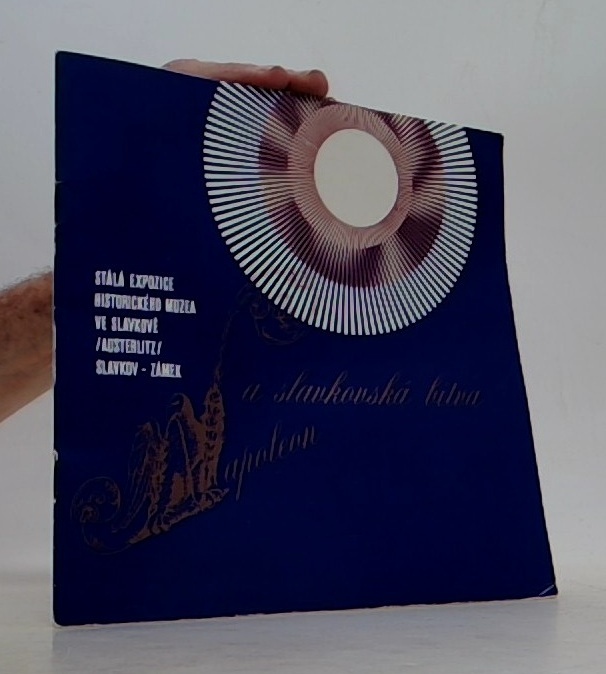 STÁLÁ EXPOZICE
HISTORICKÉHO MUZEA
VE SLAVKOVĚ
/AUSTERLITZ/
SLAVKOV - ZÁMEK
Napoleon
a slavkovská bitva